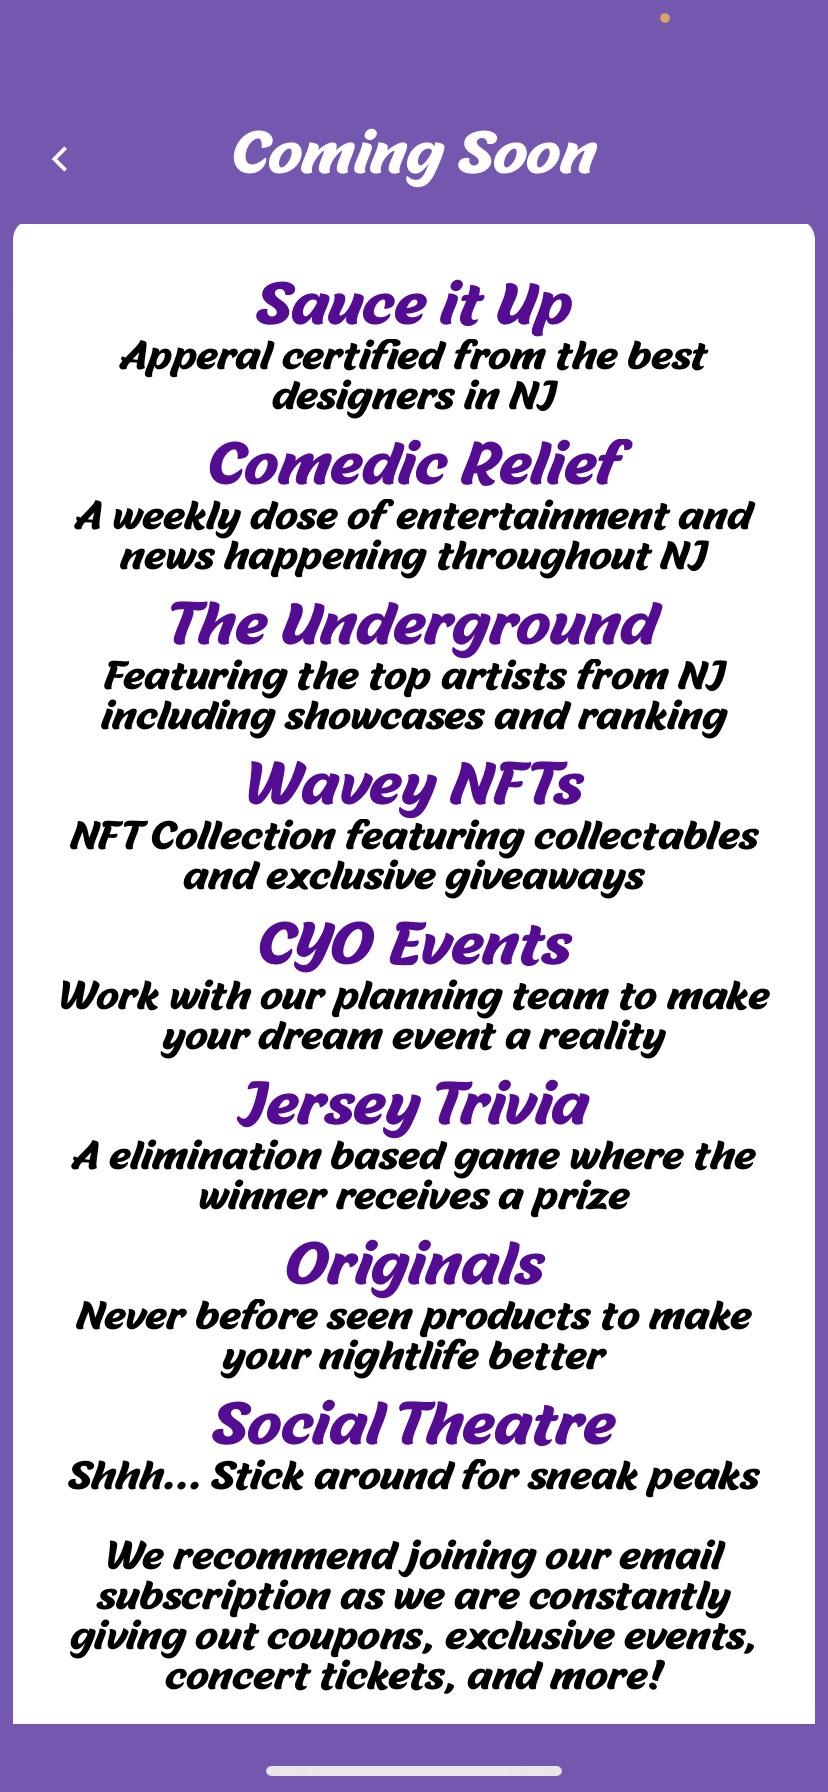 Coming Soon
Sauce it Up
Apperal certified from the best
designers in NJ
Comedic Relief
A weekly dose of entertainment and
news happening throughout NJ
The Underground
Featuring the top artists from NJ
including showcases and ranking
Wavey NFTs
NFT Collection featuring collectables
and exclusive giveaways
CYO Events
Work with our planning team to make
your dream event a reality
Jersey Trivia
A elimination based game where the
winner receives a prize
Originals
Never before seen products to make
your nightlife better
Social Theatre
Shhh... Stick around for sneak peaks
We recommend joining our email
subscription as we are constantly
giving out coupons, exclusive events,
concert tickets, and more!